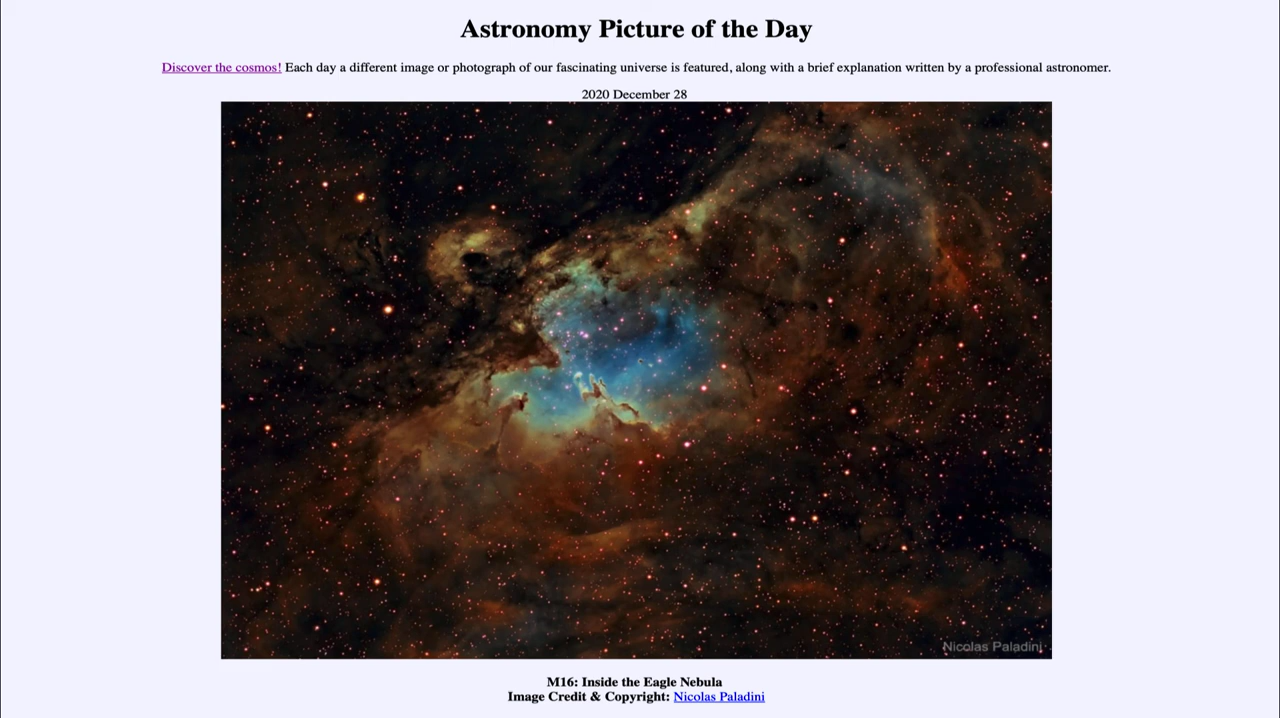 Astronomy Picture of the Day
Discover the cosmos! Each day a different image or photograph of our fascinating universe is featured, along with a brief explanation written by a professional astronomer.
2020 December 28
Nicolas Paladini
M16: Inside the Eagle Nebula
Image Credit & Copyright: Nicolas Paladini